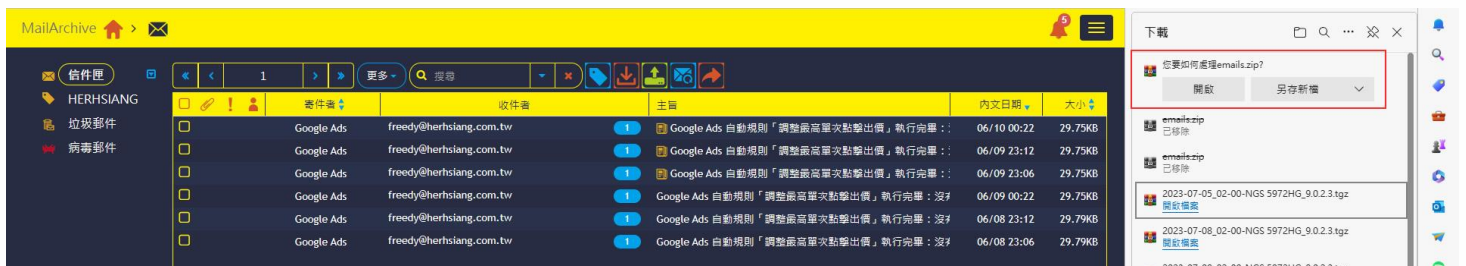 MailArchive
5
下載
信件匣
HERHSIANG
垃圾郵件
病毒郵件
1
更多
搜尋
寄件者 收件者 主旨 內文日期 大小
Google Ads freedy@herhsiang.com.tw 1 Google Ads 自動規則「調整最高單次點擊出價」執行完畢： 06/10 00:22 29.75KB
Google Ads freedy@herhsiang.com.tw 1 Google Ads 自動規則「調整最高單次點擊出價」執行完畢： 06/09 23:12 29.75KB
Google Ads freedy@herhsiang.com.tw 1 Google Ads 自動規則「調整最高單次點擊出價」執行完畢： 06/09 23:06 29.75KB
Google Ads freedy@herhsiang.com.tw 1 Google Ads 自動規則「調整最高單次點擊出價」執行完畢：沒 06/09 00:22 29.75KB
Google Ads freedy@herhsiang.com.tw 1 Google Ads 自動規則「調整最高單次點擊出價」執行完畢：沒 06/08 23:12 29.79KB
Google Ads freedy@herhsiang.com.tw 1 Google Ads 自動規則「調整最高單次點擊出價」執行完畢：沒 06/08 23:06 29.79KB
您要如何處理emails.zip?
開啟 另存新檔
emails.zip
已移除
emails.zip
已移除
2023-07-05_02-00-NGS 5972HG_9.0.2.3.tgz
開啟檔案
2023-07-08_02-00-NGS 5972HG_9.0.2.3.tgz
開啟檔案